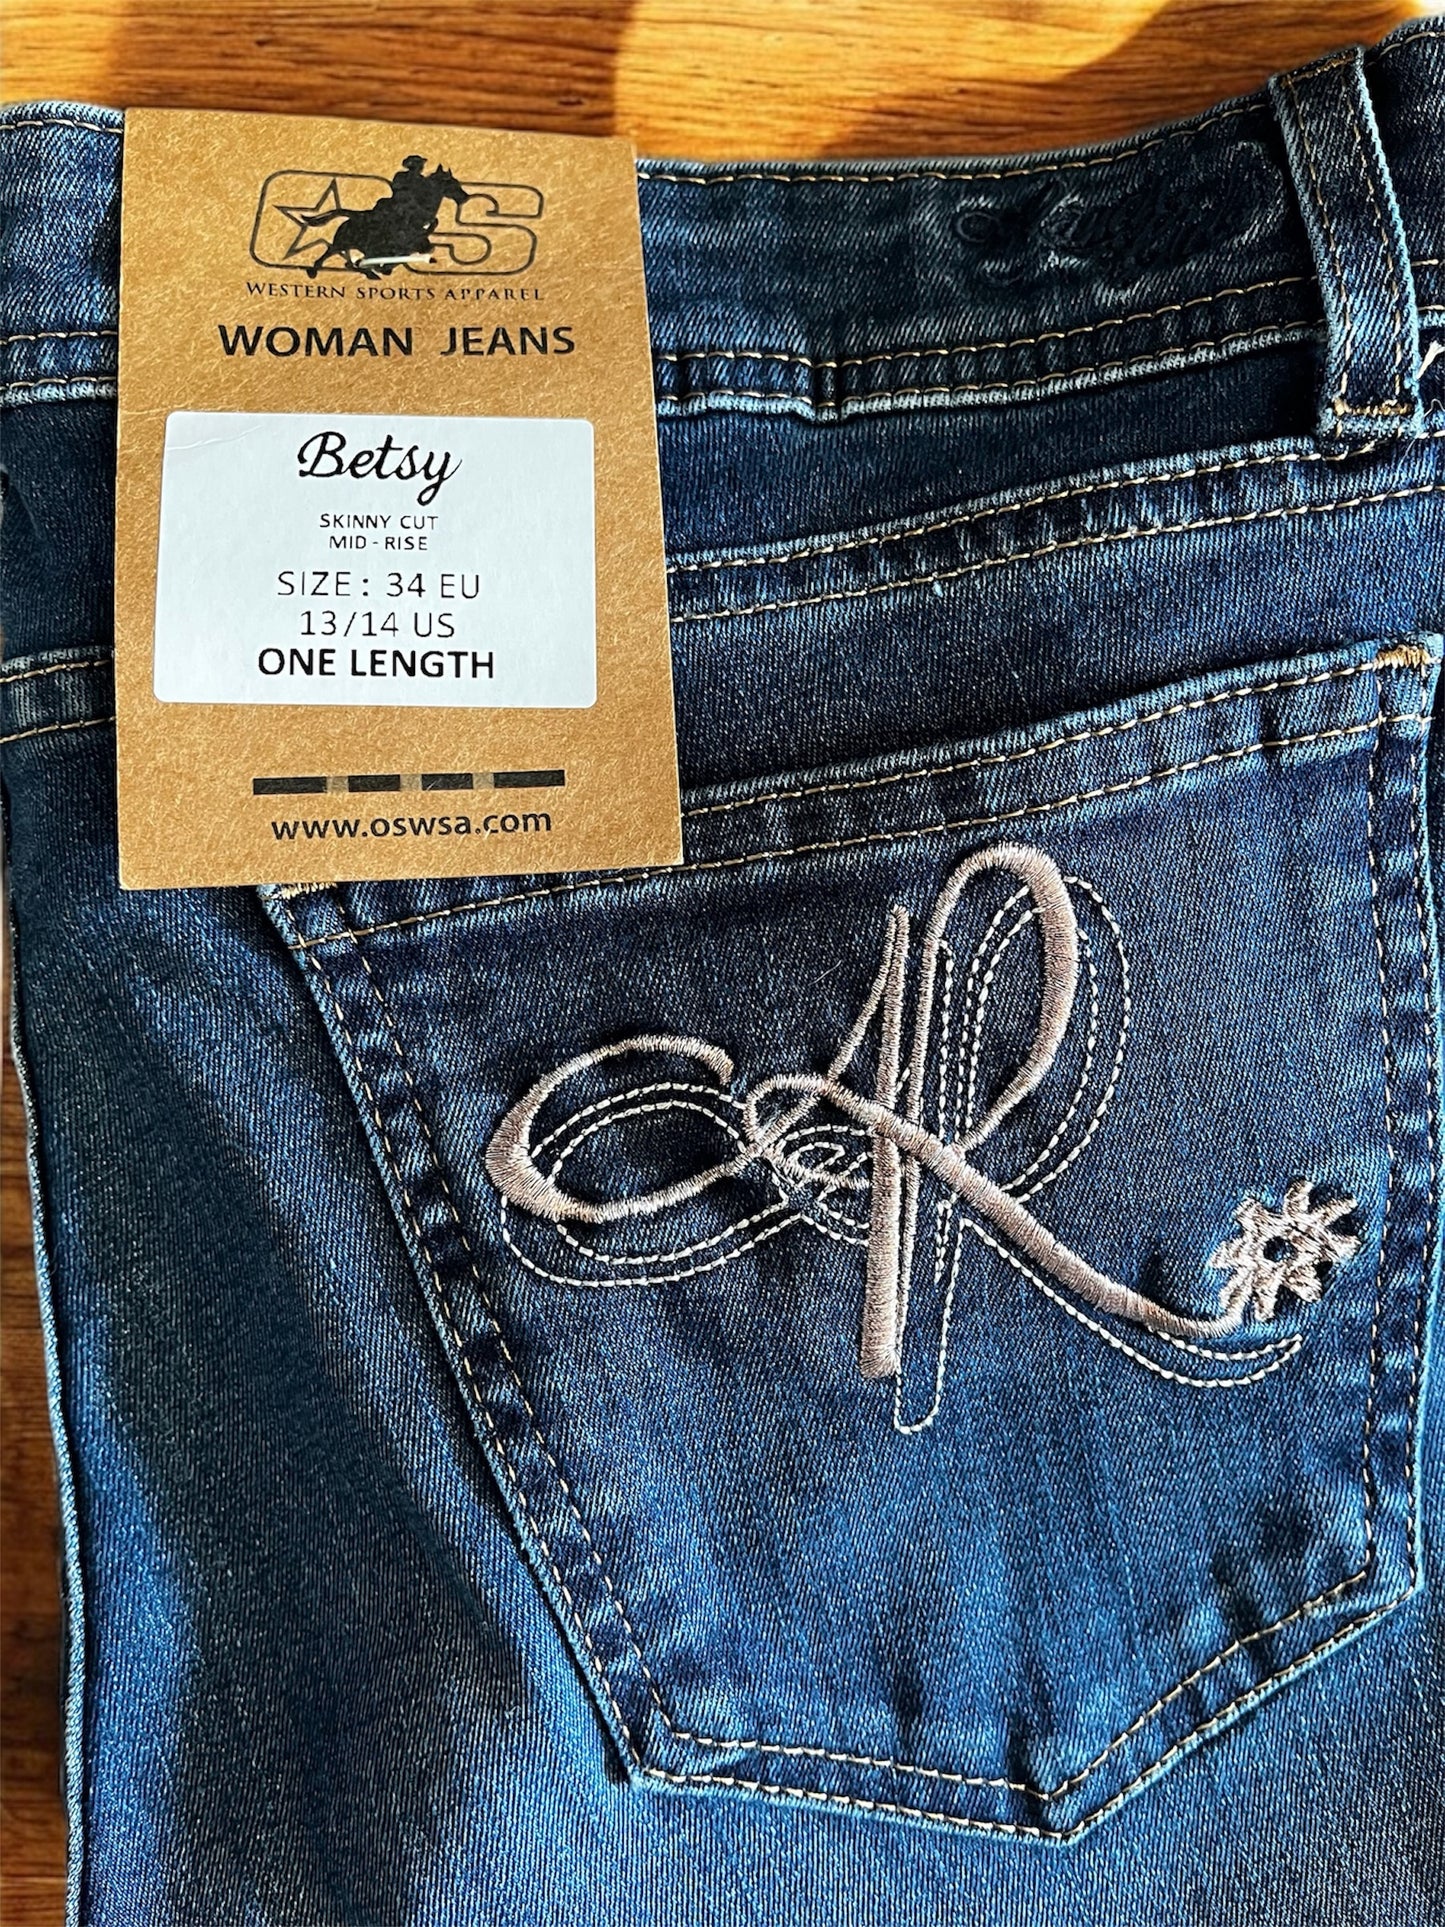 OS
WESTERN SPORTS APPAREL
WOMAN JEANS
Betsy
SKINNY CUT
MID-RISE
SIZE: 34 EU
13/14 US
ONE LENGTH
www.oswsa.com